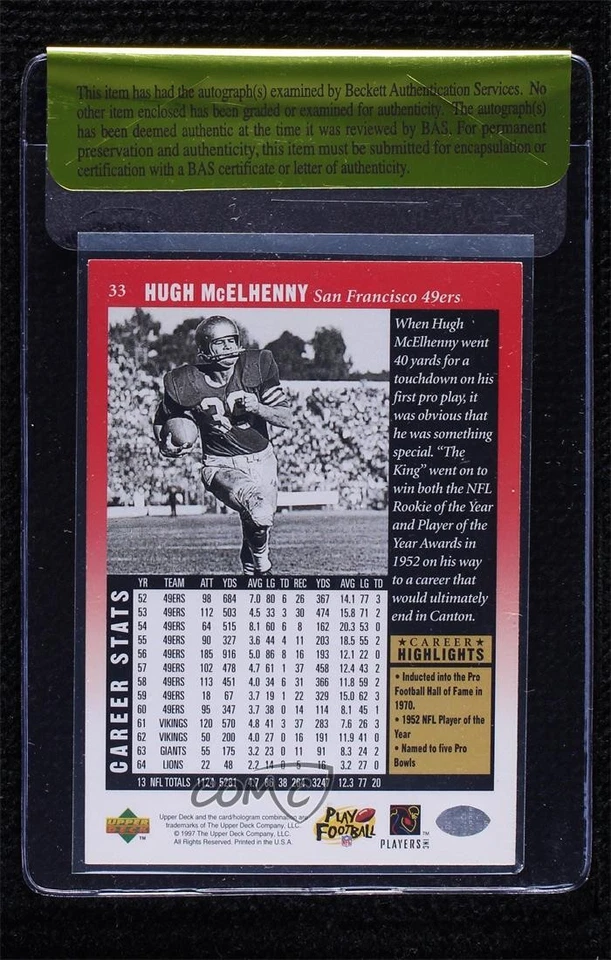 This item has had the autograph(s) examined by Beckett Authentication Services. No
other item enclosed has been graded or examined for authenticity. The autograph(s)
has been deemed authentic at the time it was reviewed by BAS. For permanent
preservation and authenticity, this item must be submitted for encapsulation or
certification with a BAS certificate or letter of authenticity.
33 HUGH McELHENNY San Francisco 49ers
When Hugh
McElhenny went
40 yards for a
touchdown on his
first pro play, it
was obvious that
he was something
special. "The
King" went on to
win both the NFL
Rookie of the Year
and Player of the
Year Awards in
1952 on his way
to a career that
would ultimately
end in Canton.
CAREER STATS
YR TEAM ATT YDS AVG LG TD REC YDS AVG LG TD
52 49ERS 98 684 7.0 80 6 26 367 14.1 77 3
53 49ERS 112 503 4.5 33 3 30 474 15.8 71 2
54 49ERS 64 515 8.1 60 6 8 162 20.3 53 0
55 49ERS 90 327 3.6 44 4 11 203 18.5 55 2
56 49ERS 185 916 5.0 86 8 16 193 12.1 22 0
57 49ERS 102 478 4.7 61 1 37 458 12.4 43 2
58 49ERS 113 451 4.0 34 6 31 366 11.8 59 2
59 49ERS 18 67 3.7 19 1 22 329 15.0 62 3
60 49ERS 95 347 3.7 38 0 14 114 8.1 45 1
61 VIKINGS 120 570 4.8 41 3 37 283 7.6 26 3
62 VIKINGS 50 200 4.0 27 0 16 191 11.9 41 0
63 GIANTS 55 175 3.2 23 0 11 91 8.3 24 2
64 LIONS 22 48 2.2 14 0 5 16 3.2 27 0
13 NFL TOTALS 1124 5281 4.7 86 38 264 3247 12.3 77 20
★CAREER★
HIGHLIGHTS
• Inducted into the Pro
Football Hall of Fame in
1970.
• 1952 NFL Player of the
Year
• Named to five Pro
Bowls
COMC
UPPER DECK ™
Upper Deck and the card/hologram combination are
trademarks of The Upper Deck Company, LLC.
© 1997 The Upper Deck Company, LLC.
All Rights Reserved. Printed in the U.S.A.
PLAY FOOTBALL
NFL
PLAYERS INC ™